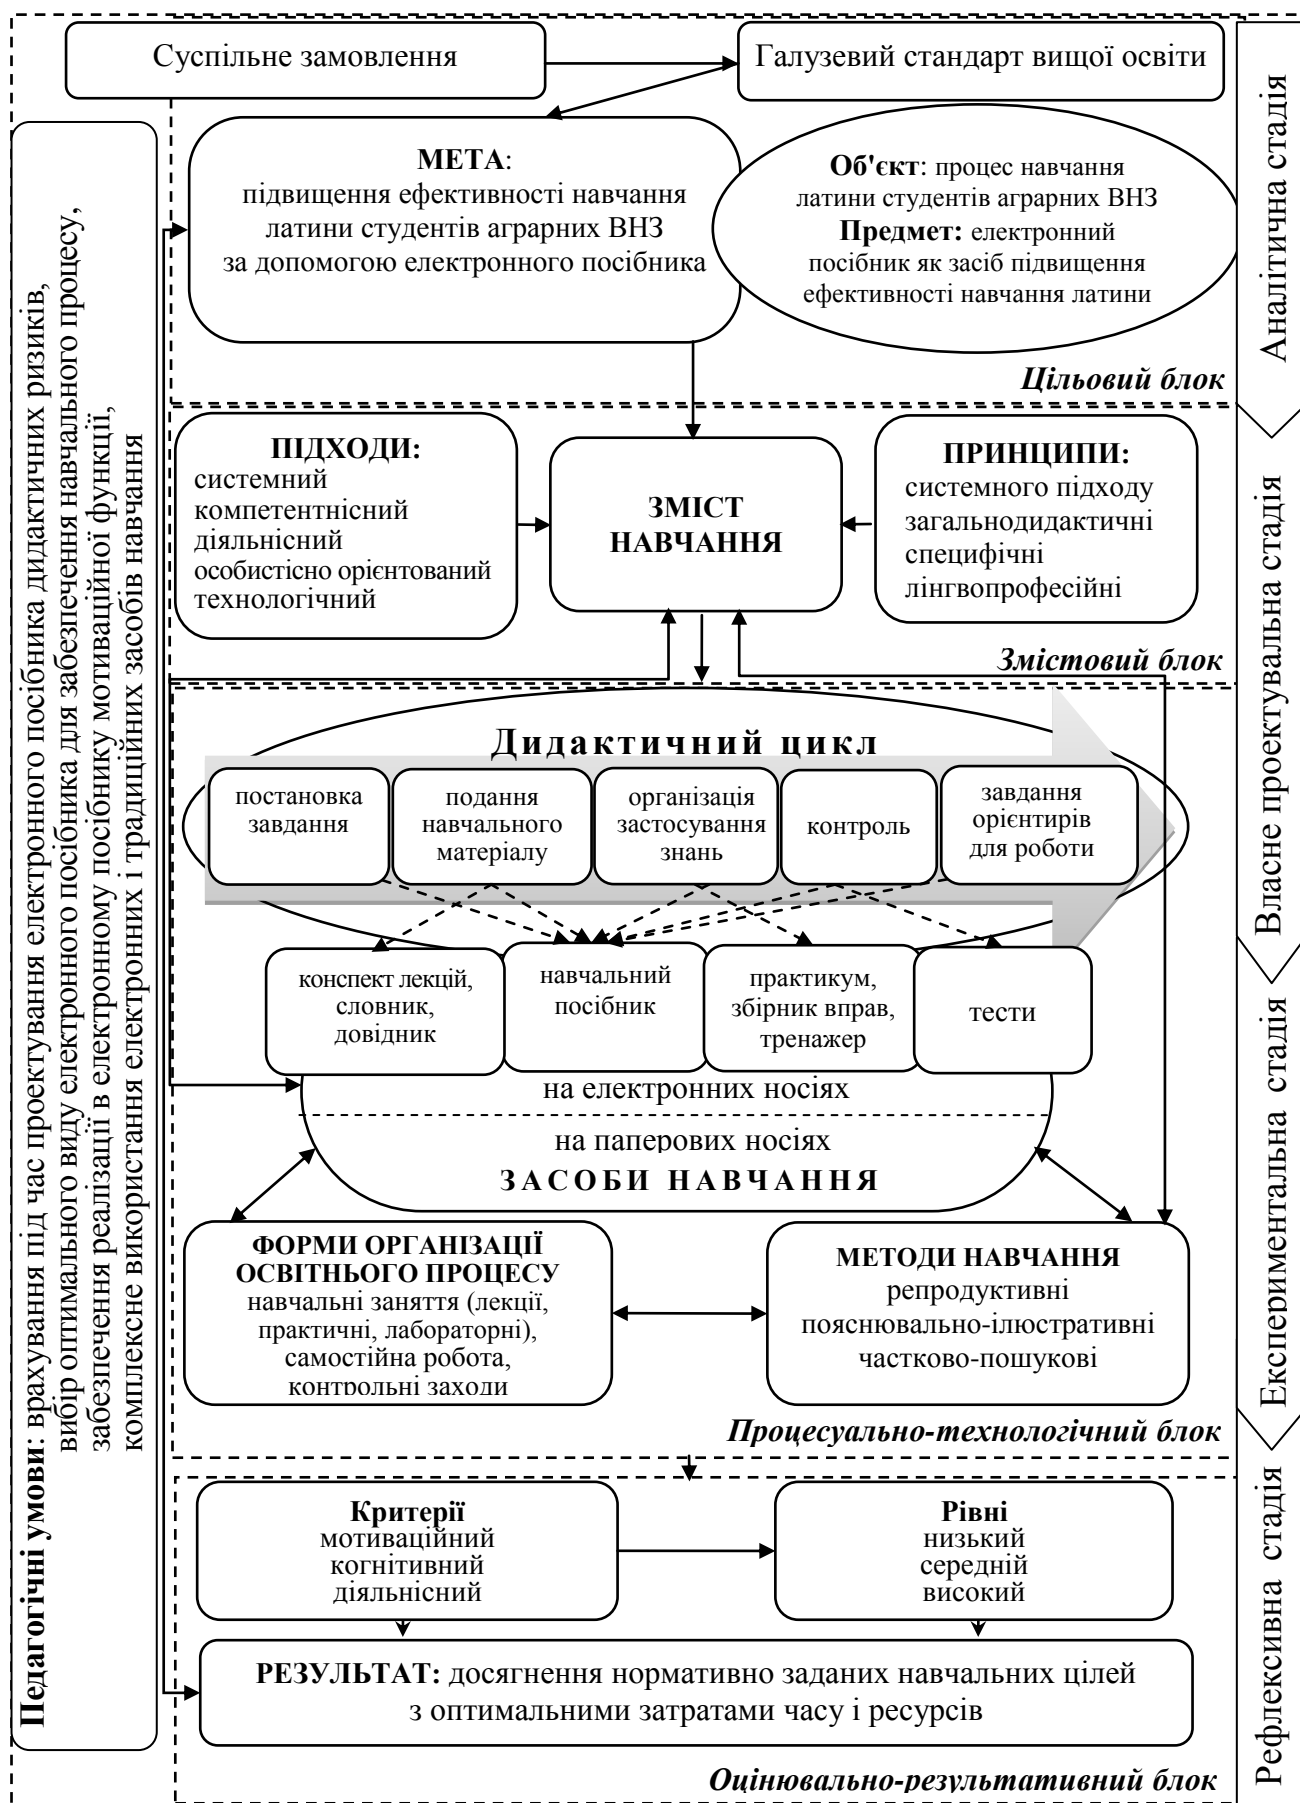 Суспільне замовлення
Галузевий стандарт вищої освіти
МЕТА:
підвищення ефективності навчання
латини студентів аграрних ВНЗ
за допомогою електронного посібника
Об'єкт: процес навчання
латини студентів аграрних ВНЗ
Предмет: електронний
посібник як засіб підвищення
ефективності навчання латини
Цільовий блок
ПІДХОДИ:
системний
компетентнісний
діяльнісний
особистісно орієнтований
технологічний
ЗМІСТ
НАВЧАННЯ
ПРИНЦИПИ:
системного підходу
загальнодидактичні
специфічні
лінгвопрофесійні
Змістовий блок
Дидактичний цикл
постановка
завдання
подання
навчального
матеріалу
організація
застосування
знань
контроль
завдання
орієнтирів
для роботи
конспект лекцій,
словник,
довідник
навчальний
посібник
практикум,
збірник вправ,
тренажер
тести
на електронних носіях
на паперових носіях
ЗАСОБИ НАВЧАННЯ
ФОРМИ ОРГАНІЗАЦІЇ
ОСВІТНЬОГО ПРОЦЕСУ
навчальні заняття (лекції,
практичні, лабораторні),
самостійна робота,
контрольні заходи
МЕТОДИ НАВЧАННЯ
репродуктивні
пояснювально-ілюстративні
частково-пошукові
Процесуально-технологічний блок
Критерії
мотиваційний
когнітивний
діяльнісний
Рівні
низький
середній
високий
РЕЗУЛЬТАТ: досягнення нормативно заданих навчальних цілей
з оптимальними затратами часу і ресурсів
Оцінювально-результативний блок
Педагогічні умови: врахування під час проектування електронного посібника дидактичних ризиків,
вибір оптимального виду електронного посібника для забезпечення навчального процесу,
забезпечення реалізації в електронному посібнику мотиваційної функції,
комплексне використання електронних і традиційних засобів навчання
Аналітична стадія
Власне проектувальна стадія
Експериментальна стадія
Рефлексивна стадія